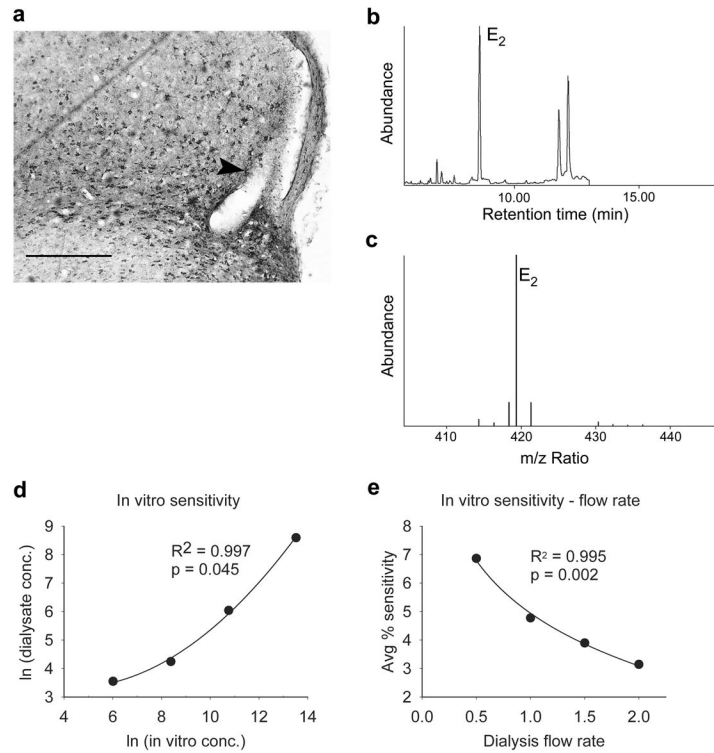 a
b
E2
Abundance
10.00
15.00
Retention time (min)
c
E2
Abundance
410
420
430
440
m/z Ratio
d
In vitro sensitivity
9
8
7
6
5
4
3
R2 = 0.997
p = 0.045
ln (dialysate conc.)
4
6
8
10
12
14
ln (in vitro conc.)
e
In vitro sensitivity - flow rate
8
7
6
5
4
3
2
R2 = 0.995
p = 0.002
Avg % sensitivity
0.0
0.5
1.0
1.5
2.0
Dialysis flow rate